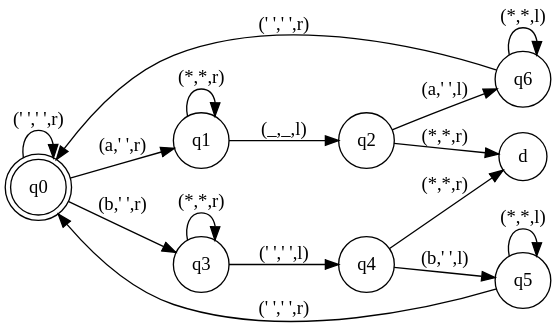 (*,*,l)
(' ',' ',r)
q6
(*,*,r)
(' ',' ',r)
(a,' ',l)
(a,' ',r)
q1
(_,_,l)
q2
(*,*,r)
d
q0
(*,*,r)
(b,' ',r)
(*,*,r)
(*,*,l)
q3
(' ',' ',l)
q4
(b,' ',l)
q5
(' ',' ',r)